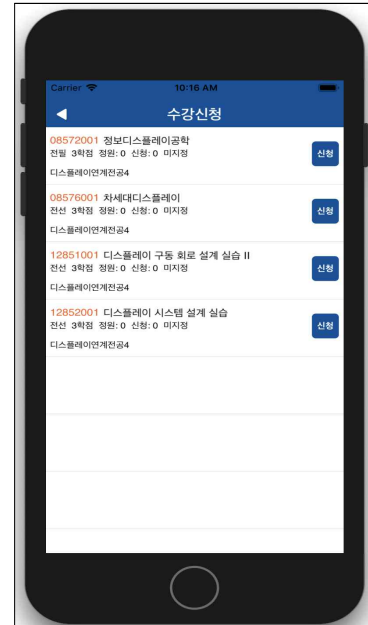 Carrier 10:16 AM
수강신청
08572001 정보디스플레이공학
전필 3학점 정원: 0 신청: 0 미지정
신청
디스플레이연계전공4
08576001 차세대디스플레이
전선 3학점 정원: 0 신청: 0 미지정
신청
디스플레이연계전공4
12851001 디스플레이 구동 회로 설계 실습 II
전선 3학점 정원: 0 신청: 0 미지정
신청
디스플레이연계전공4
12852001 디스플레이 시스템 설계 실습
전선 3학점 정원: 0 신청: 0 미지정
신청
디스플레이연계전공4